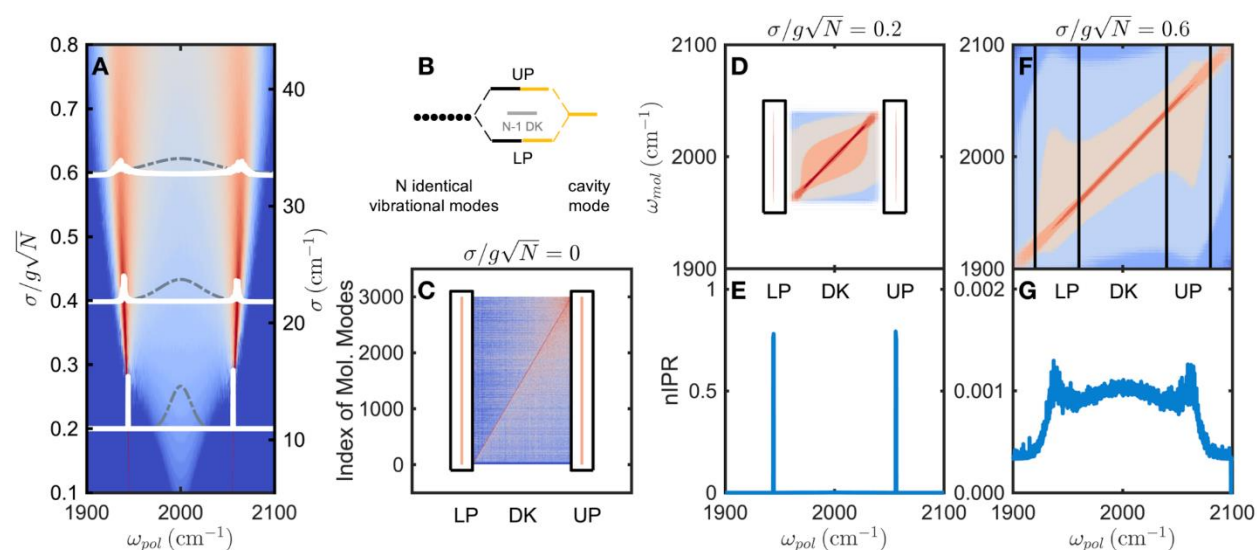 A
0.8
0.7
0.6
0.5
0.4
0.3
0.2
0.1
σ/g√N
40
30
20
10
σ (cm⁻¹)
1900 2000 2100
ω_pol (cm⁻¹)
B
UP
N-1 DK
LP
N identical
vibrational modes
cavity
mode
σ/g√N = 0
C
Index of Mol. Modes
3000
2000
1000
0
LP DK UP
σ/g√N = 0.2
D
2100
2000
1900
ω_mol (cm⁻¹)
E
LP DK UP
1
0.5
0
nIPR
1900 2000 2100
ω_pol (cm⁻¹)
σ/g√N = 0.6
F
2100
2000
1900
G
LP DK UP
0.002
0.001
0.000
1900 2000 2100
ω_pol (cm⁻¹)